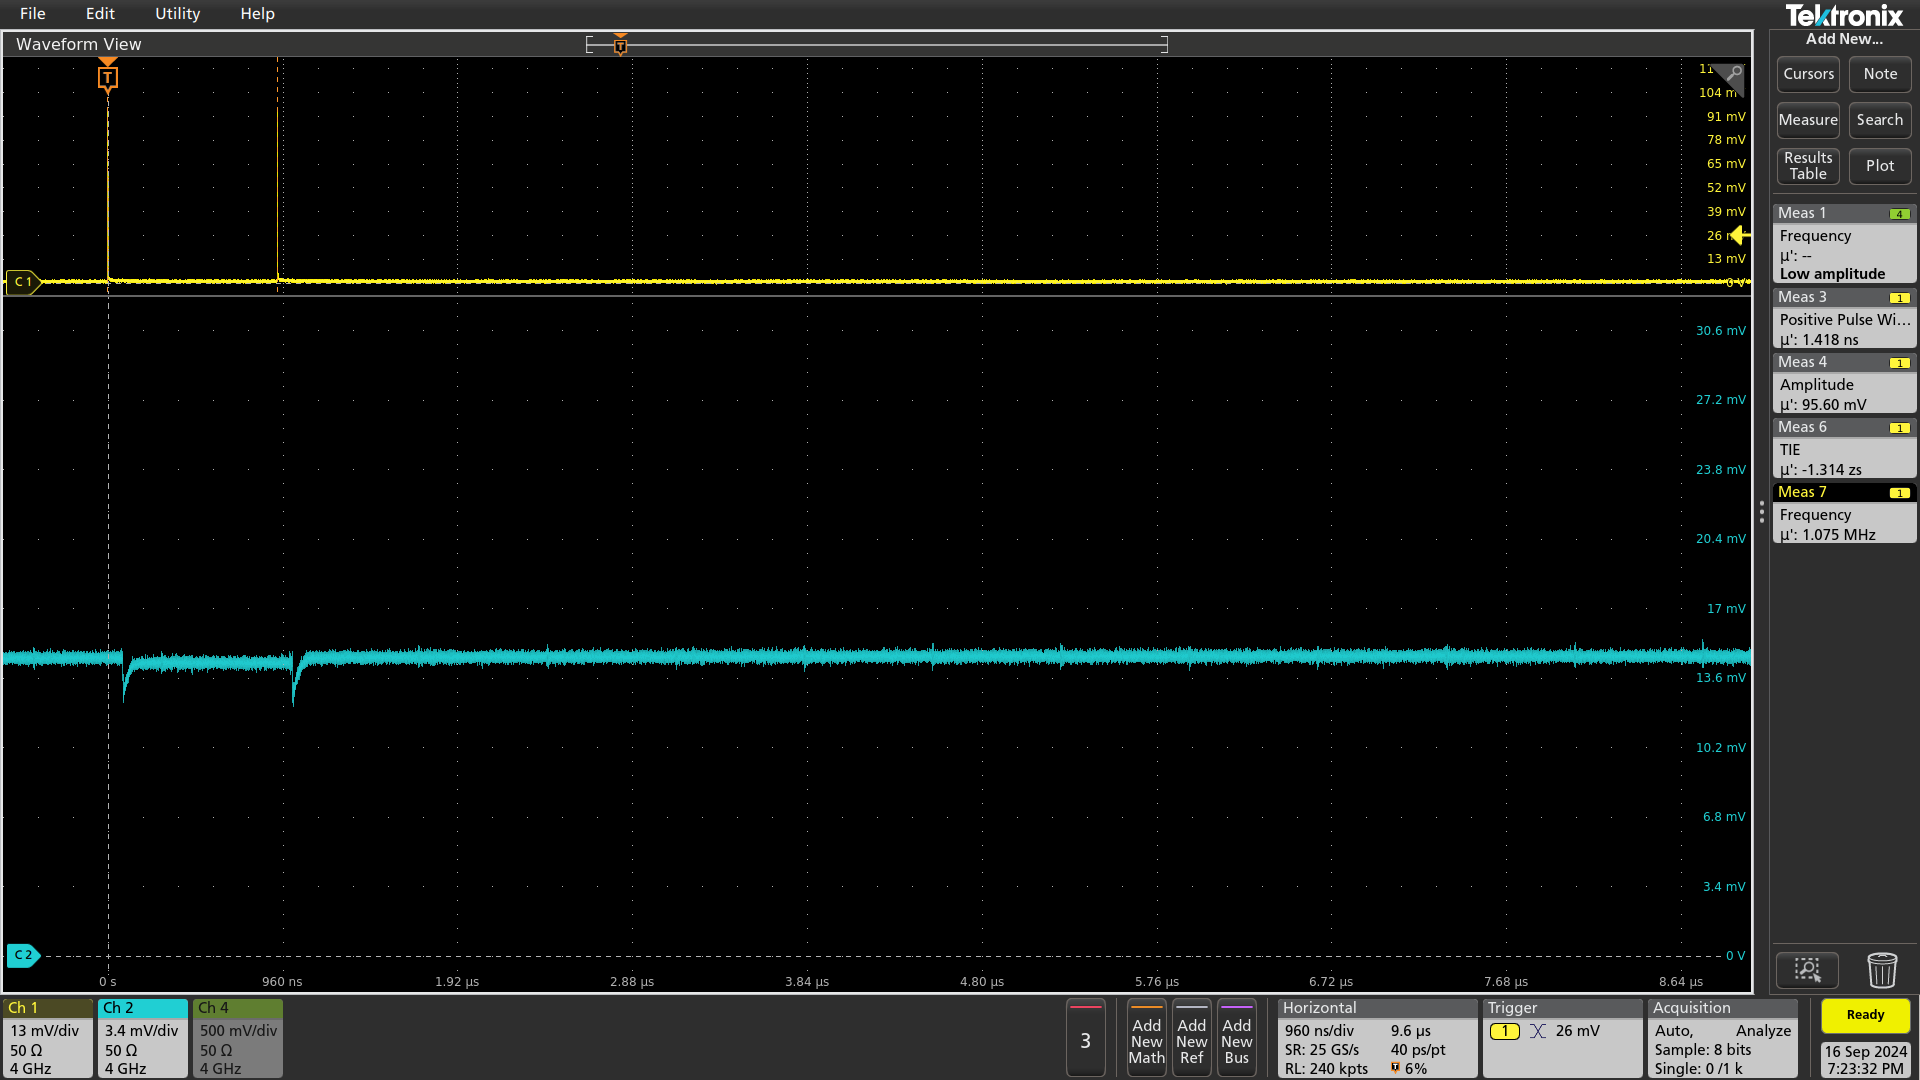 File Edit Utility Help
Tektronix
Waveform View
Add New...
T
T
Cursors Note
Measure Search
Results Table Plot
104 m
91 mV
78 mV
65 mV
52 mV
39 mV
26
13 mV
0 V
C 1
Meas 1 4
Frequency
µ': --
Low amplitude
Meas 3 1
Positive Pulse Wi...
µ': 1.418 ns
Meas 4 1
Amplitude
µ': 95.60 mV
Meas 6 1
TIE
µ': -1.314 zs
Meas 7 1
Frequency
µ': 1.075 MHz
30.6 mV
27.2 mV
23.8 mV
20.4 mV
17 mV
13.6 mV
10.2 mV
6.8 mV
3.4 mV
0 V
C 2
0 s 960 ns 1.92 µs 2.88 µs 3.84 µs 4.80 µs 5.76 µs 6.72 µs 7.68 µs 8.64 µs
Ch 1
13 mV/div
50 Ω
4 GHz
Ch 2
3.4 mV/div
50 Ω
4 GHz
Ch 4
500 mV/div
50 Ω
4 GHz
3
Add New Math
Add New Ref
Add New Bus
Horizontal
960 ns/div 9.6 µs
SR: 25 GS/s 40 ps/pt
RL: 240 kpts T 6%
Trigger
1 26 mV
Acquisition
Auto, Analyze
Sample: 8 bits
Single: 0 /1 k
Ready
16 Sep 2024
7:23:32 PM